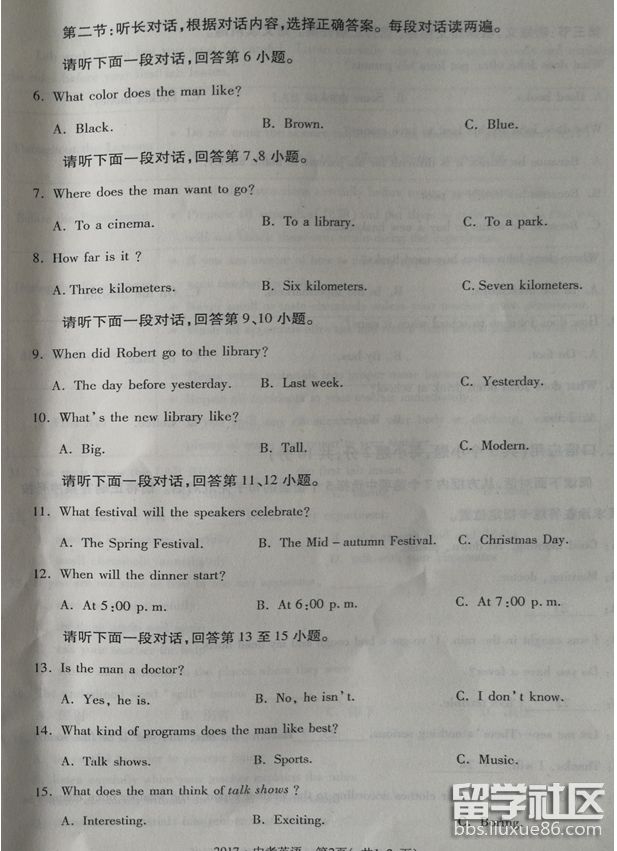 第二节:听长对话,根据对话内容,选择正确答案。每段对话读两遍。
请听下面一段对话,回答第 6 小题。
6. What color does the man like?
A. Black. B. Brown. C. Blue.
请听下面一段对话,回答第 7、8 小题。
7. Where does the man want to go?
A. To a cinema. B. To a library. C. To a park.
8. How far is it ?
A. Three kilometers. B. Six kilometers. C. Seven kilometers.
请听下面一段对话,回答第 9、10 小题。
9. When did Robert go to the library?
A. The day before yesterday. B. Last week. C. Yesterday.
10. What's the new library like?
A. Big. B. Tall. C. Modern.
请听下面一段对话,回答第 11、12 小题。
11. What festival will the speakers celebrate?
A. The Spring Festival. B. The Mid – autumn Festival. C. Christmas Day.
12. When will the dinner start?
A. At 5:00 p. m. B. At 6:00 p. m. C. At 7:00 p. m.
请听下面一段对话,回答第 13 至 15 小题。
13. Is the man a doctor?
A. Yes, he is. B. No, he isn't. C. I don't know.
14. What kind of programs does the man like best?
A. Talk shows. B. Sports. C. Music.
15. What does the man think of talk shows ?
A. Interesting. B. Exciting. C. Boring.
留学社区
bbs.liuxue86.com